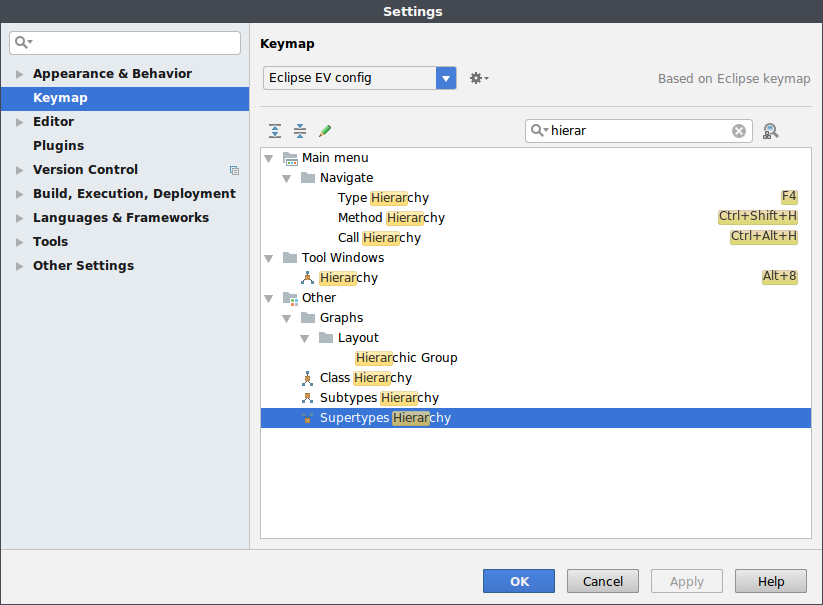 Settings
Appearance & Behavior
Keymap
Editor
Plugins
Version Control
Build, Execution, Deployment
Languages & Frameworks
Tools
Other Settings
Keymap
Eclipse EV config
Based on Eclipse keymap
hierar
Main menu
Navigate
Type Hierarchy F4
Method Hierarchy Ctrl+Shift+H
Call Hierarchy Ctrl+Alt+H
Tool Windows
Hierarchy Alt+8
Other
Graphs
Layout
Hierarchic Group
Class Hierarchy
Subtypes Hierarchy
Supertypes Hierarchy
OK Cancel Apply Help